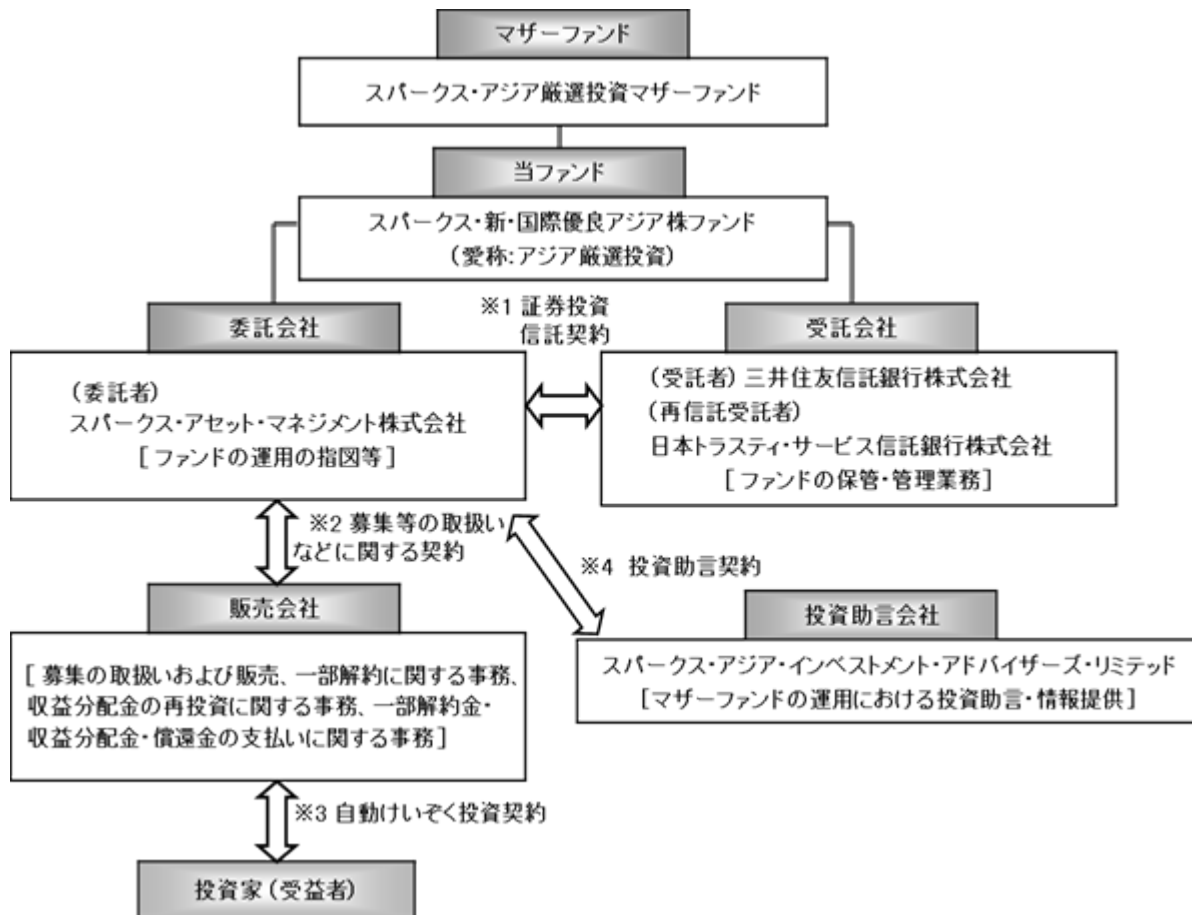 マザーファンド
スパークス・アジア厳選投資マザーファンド
当ファンド
スパークス・新・国際優良アジア株ファンド
(愛称:アジア厳選投資)
※1 証券投資
信託契約
委託会社
(委託者)
スパークス・アセット・マネジメント株式会社
[ファンドの運用の指図等]
受託会社
(受託者) 三井住友信託銀行株式会社
(再信託受託者)
日本トラスティ・サービス信託銀行株式会社
[ファンドの保管・管理業務]
※2 募集等の取扱い
などに関する契約
※4 投資助言契約
販売会社
[募集の取扱いおよび販売、一部解約に関する事務、
収益分配金の再投資に関する事務、一部解約金・
収益分配金・償還金の支払いに関する事務]
投資助言会社
スパークス・アジア・インベストメント・アドバイザーズ・リミテッド
[マザーファンドの運用における投資助言・情報提供]
※3 自動けいぞく投資契約
投資家(受益者)